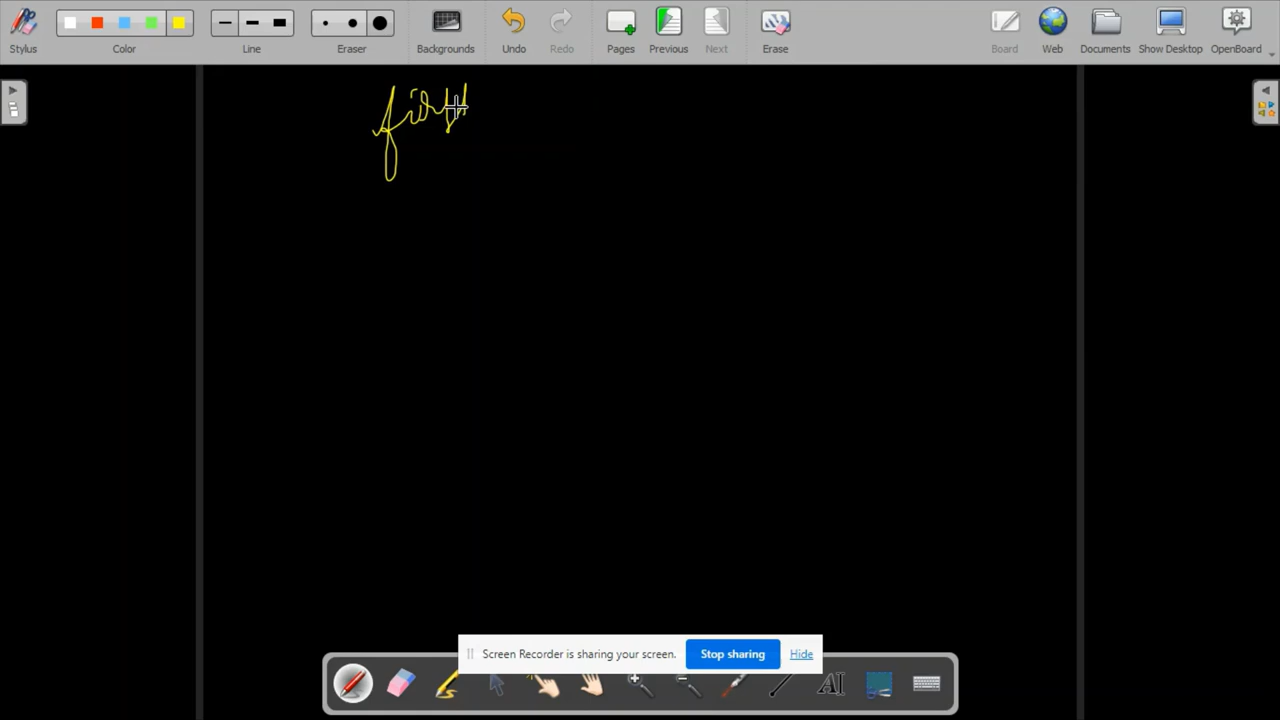 Stylus
Color
Line
Eraser
Backgrounds
Undo
Redo
Pages
Previous
Next
Erase
Board
Web
Documents
Show Desktop
OpenBoard
first
Screen Recorder is sharing your screen.
Stop sharing
Hide
AI